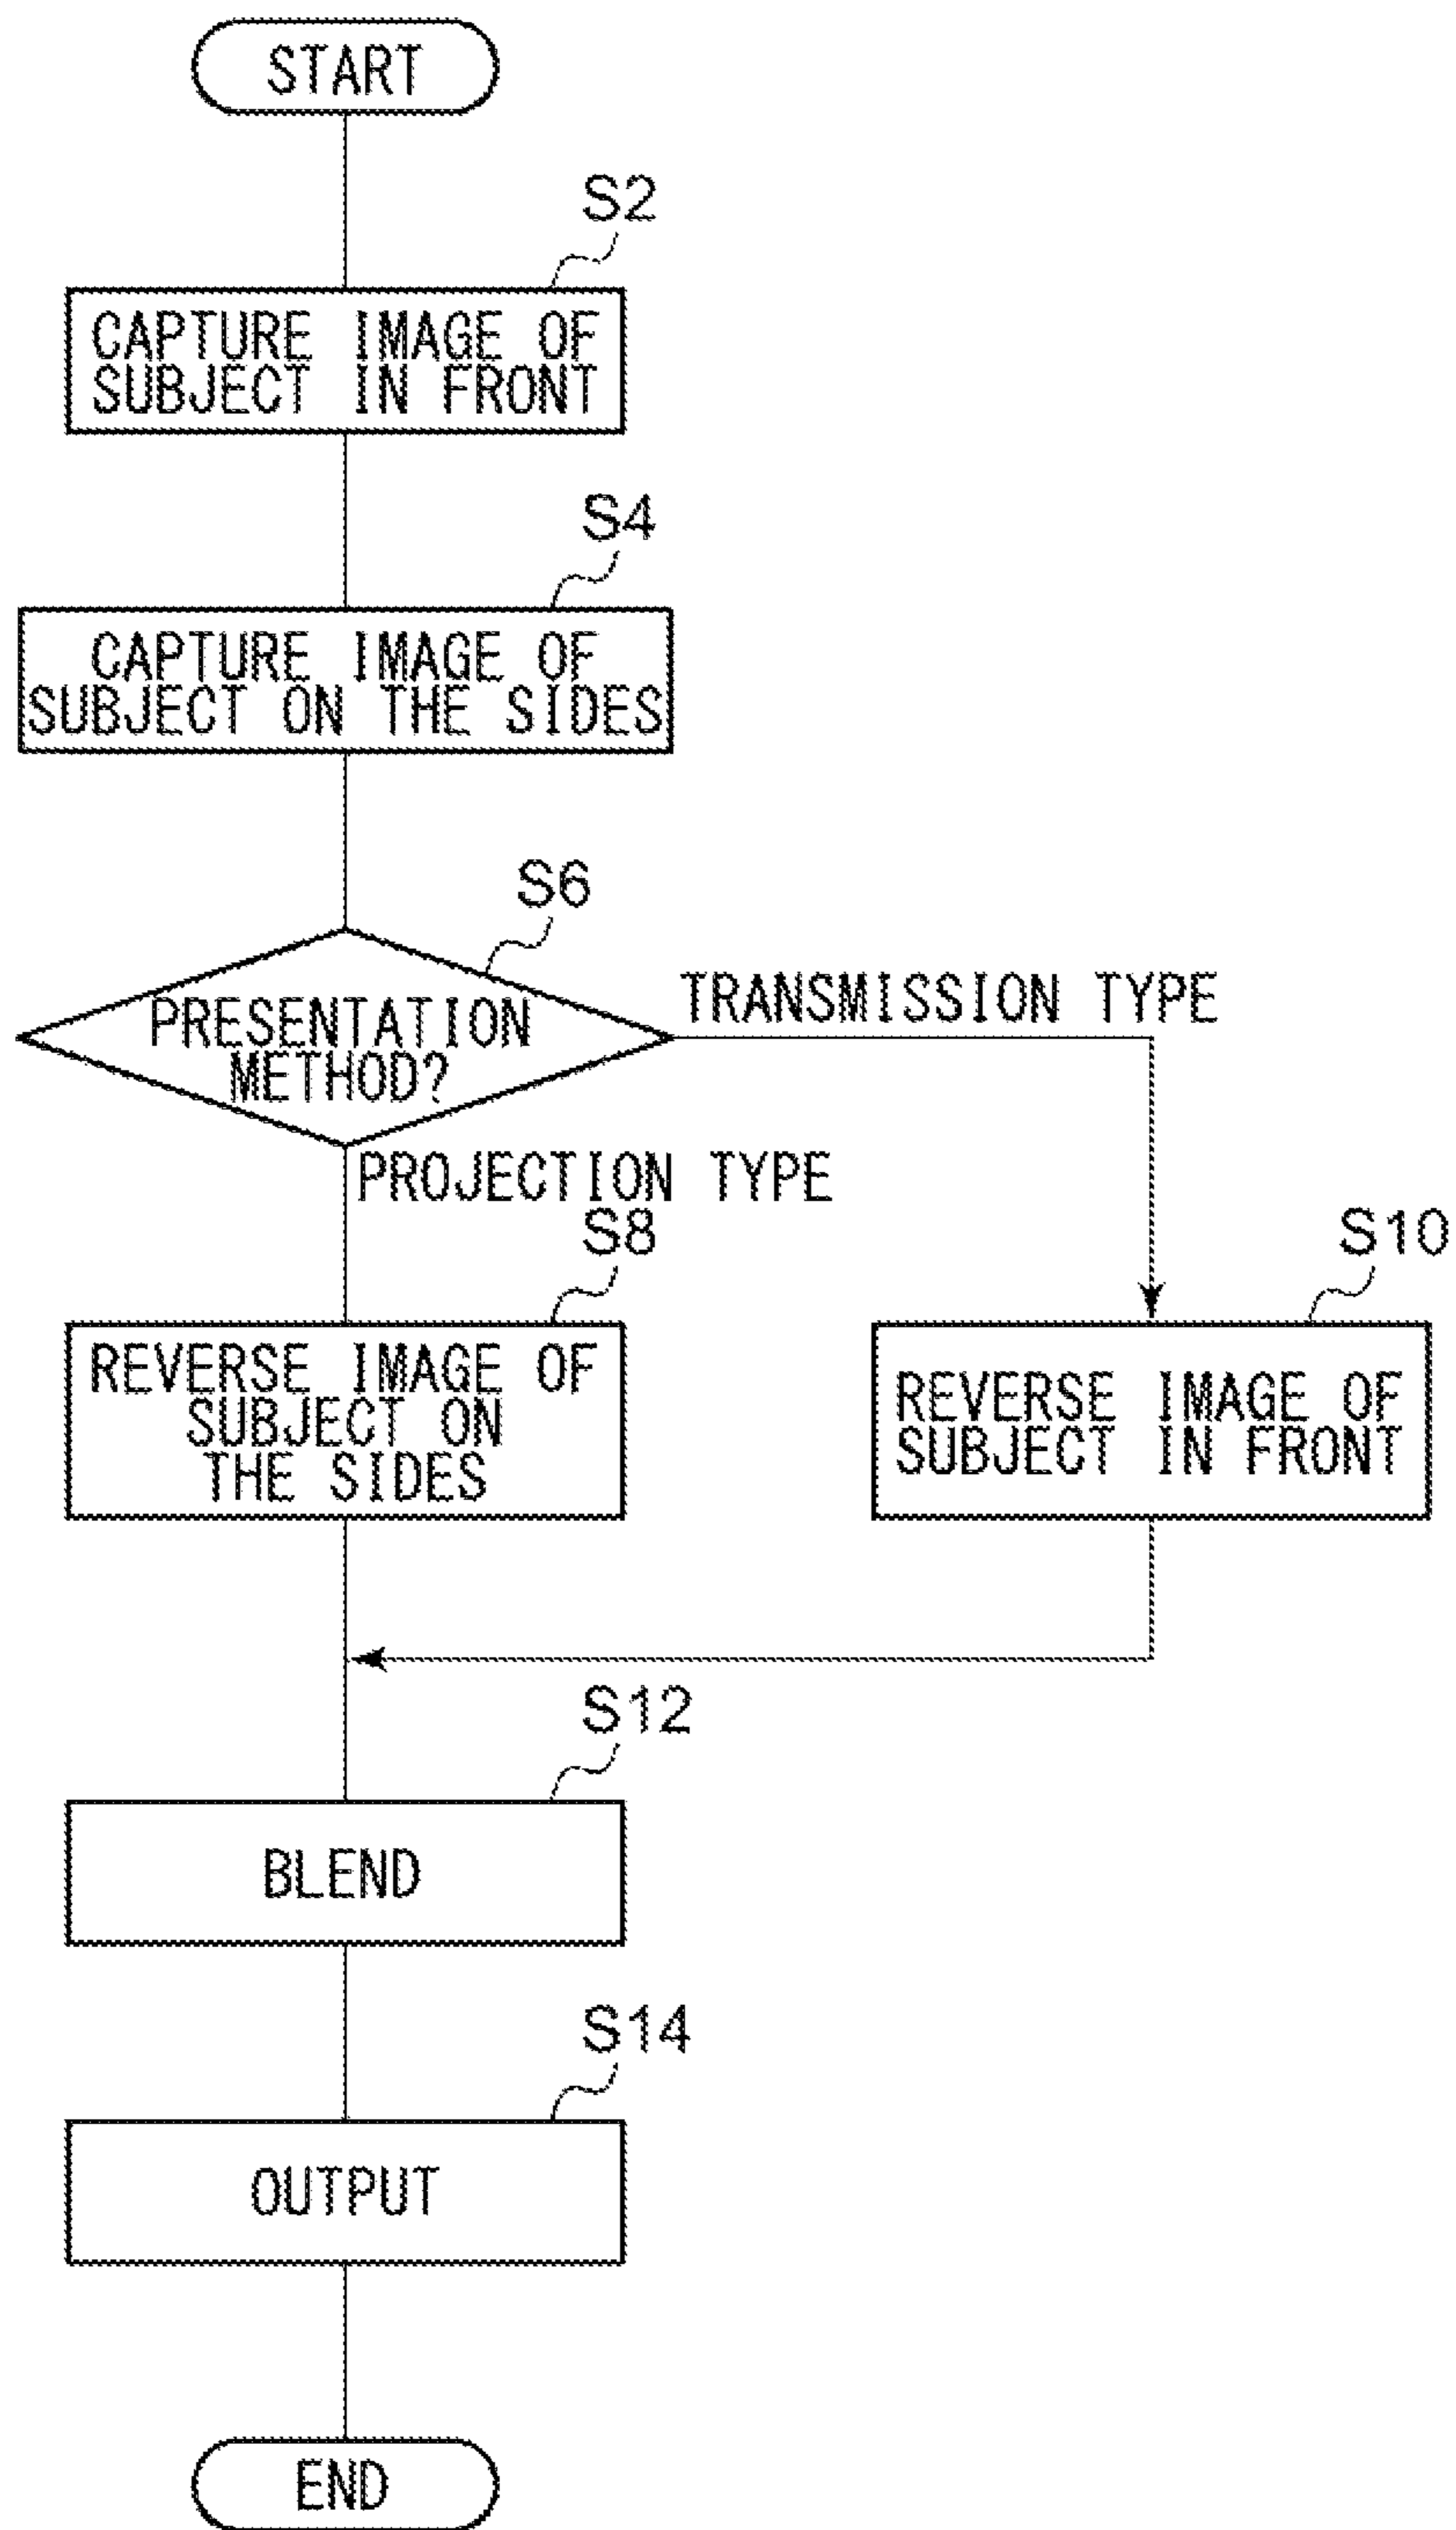 START
S2
CAPTURE IMAGE OF
SUBJECT IN FRONT
S4
CAPTURE IMAGE OF
SUBJECT ON THE SIDES
S6
PRESENTATION
METHOD?
TRANSMISSION TYPE
PROJECTION TYPE
S8
REVERSE IMAGE OF
SUBJECT ON
THE SIDES
S10
REVERSE IMAGE OF
SUBJECT IN FRONT
S12
BLEND
S14
OUTPUT
END